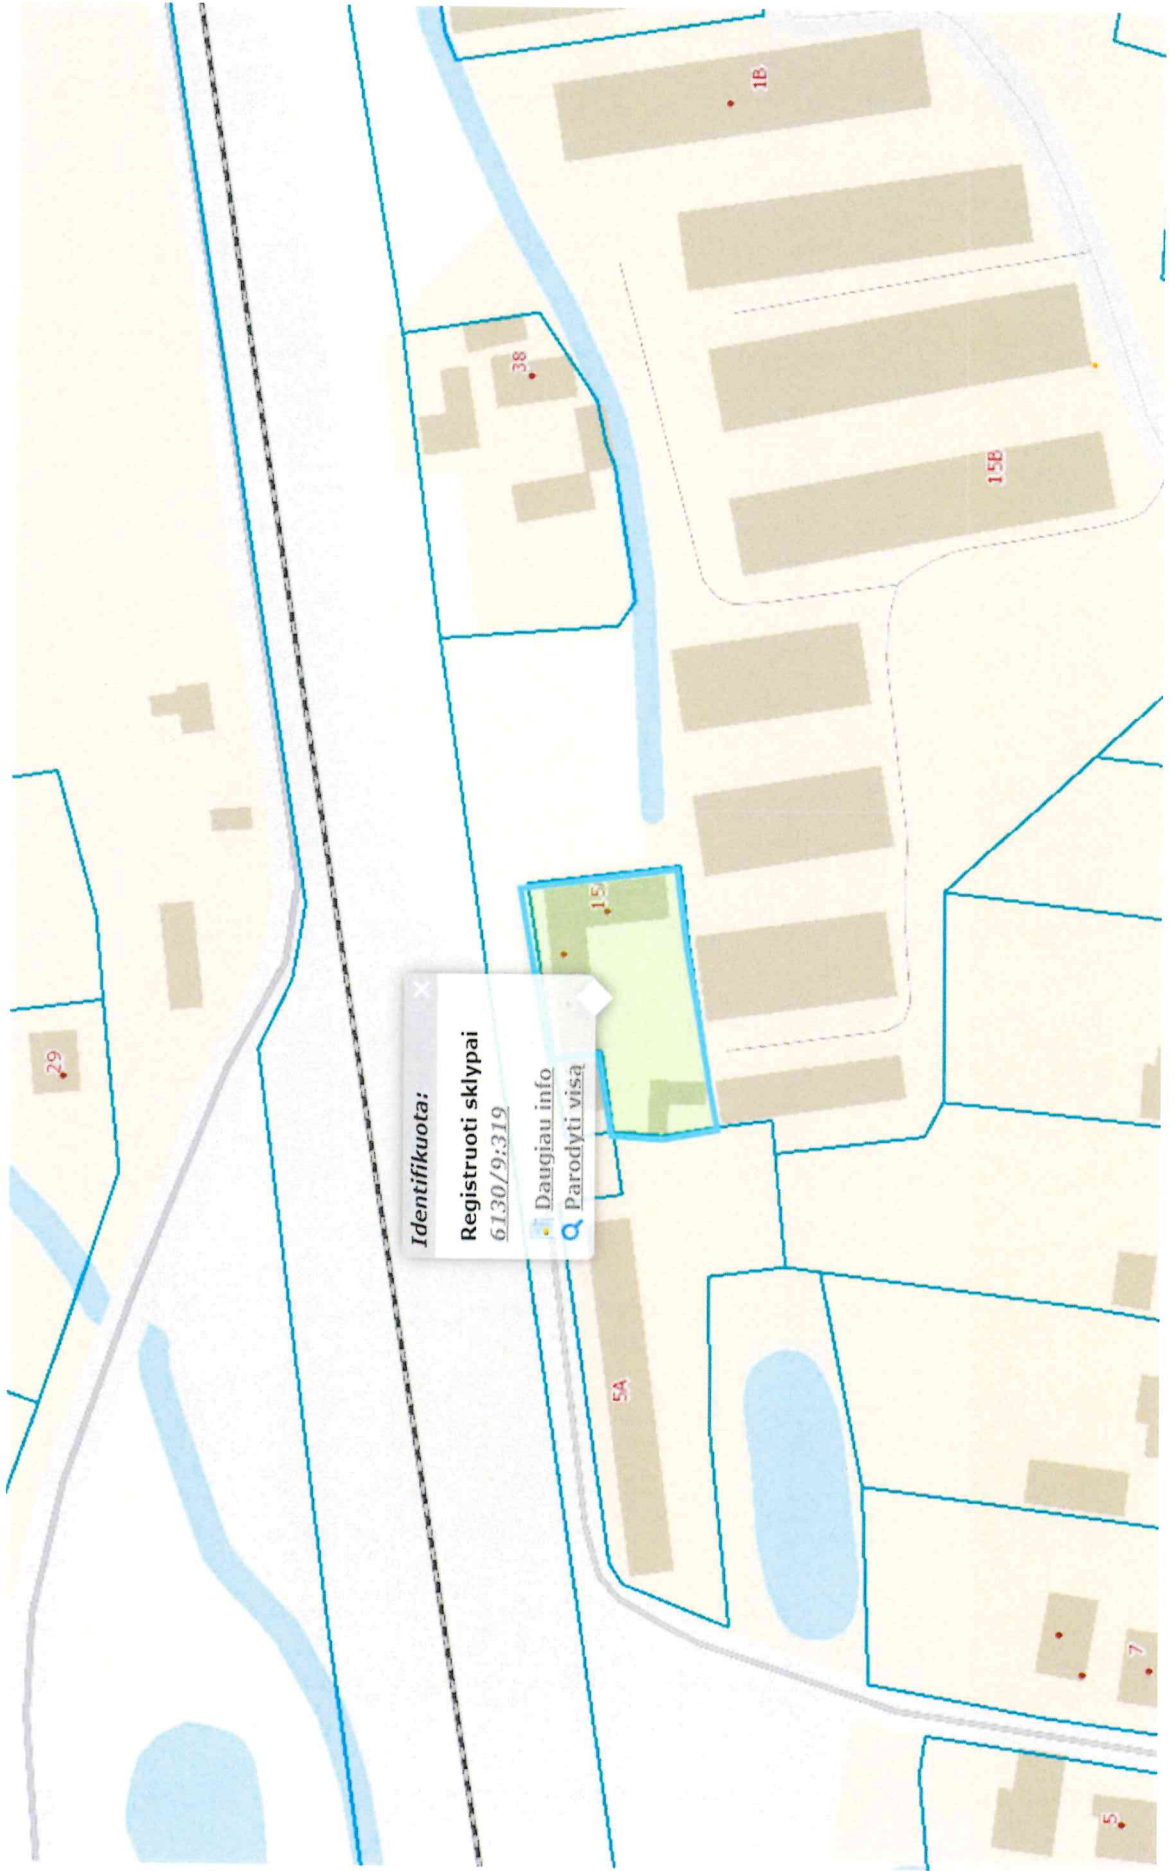 Identifikuota:
Registruoti sklypai
6130/9:319
Daugiau info
Parodyti visą
29
38
1B
15B
15
5A
7
5